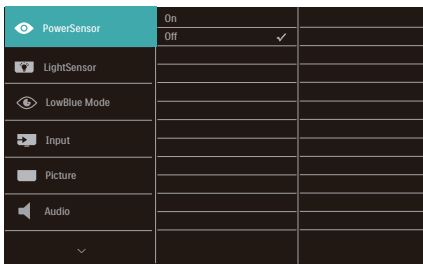 PowerSensor
On
Off
LightSensor
LowBlue Mode
Input
Picture
Audio